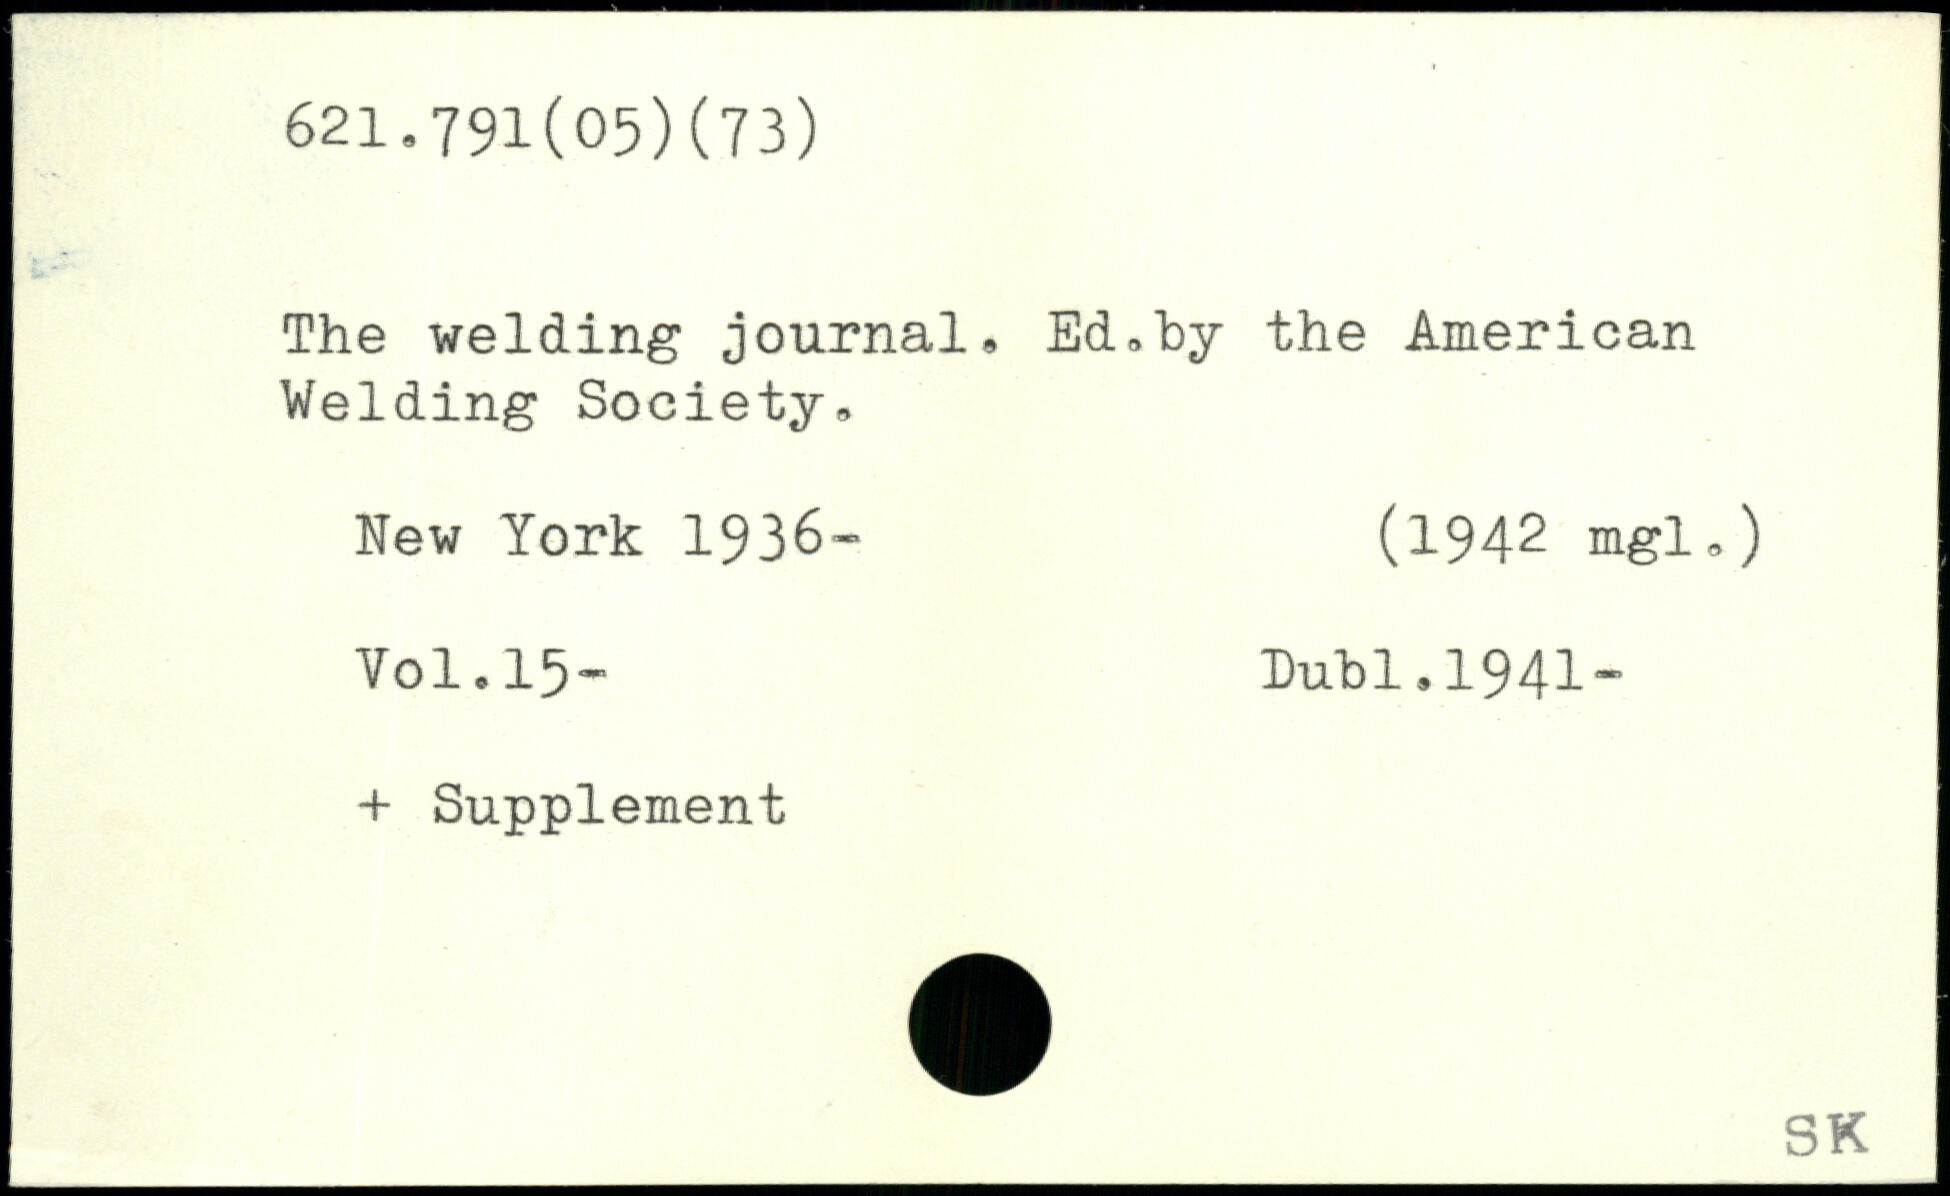 621.791(05)(73)
The welding journal. Ed.by the American
Welding Society.
New York 1936- (1942 mgl.)
Vol.15- Dubl.1941-
+ Supplement
SK